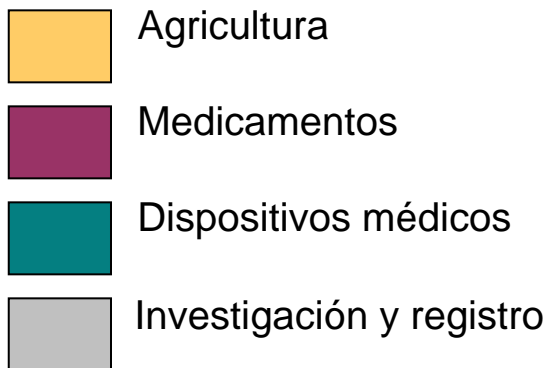 Agricultura
Medicamentos
Dispositivos médicos
Investigación y registro